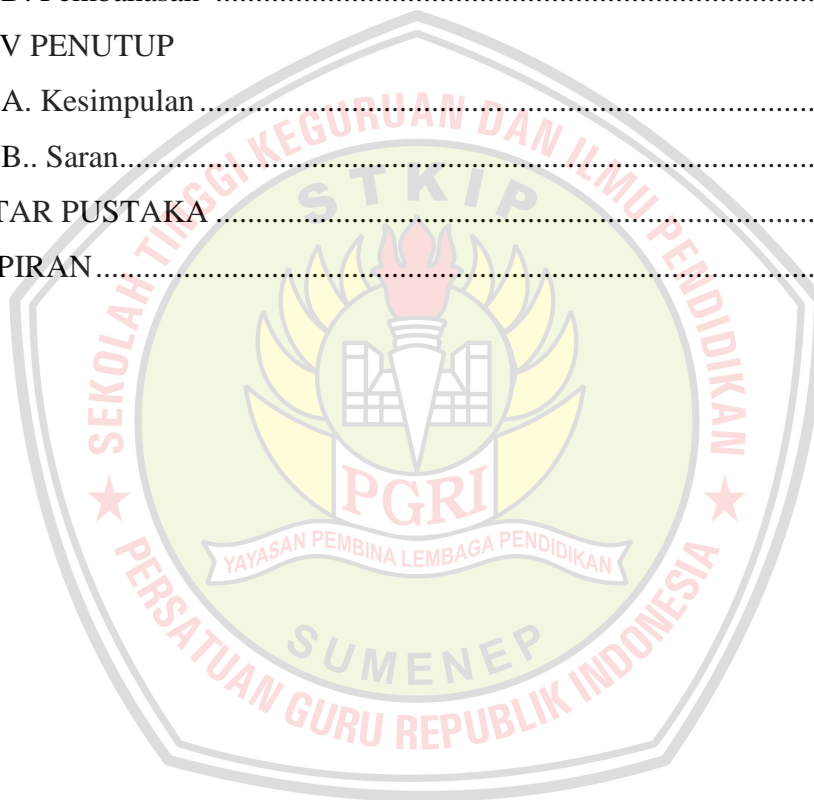 V PENUTUP
A. Kesimpulan ........................................................................
B.. Saran.................................................................................
TAR PUSTAKA .....................................................................
PIRAN...................................................................................
SEKOLAH TINGGI KEGURUAN DAN ILMU PENDIDIKAN
STKIP
PGRI
YAYASAN PEMBINA LEMBAGA PENDIDIKAN
SUMENEP
PERSATUAN GURU REPUBLIK INDONESIA